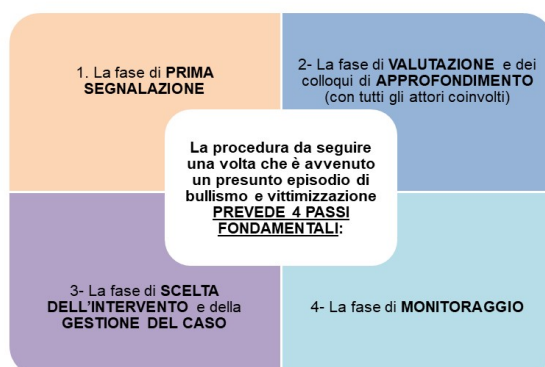 1. La fase di PRIMA
SEGNALAZIONE
2- La fase di VALUTAZIONE e dei
colloqui di APPROFONDIMENTO
(con tutti gli attori coinvolti)
La procedura da seguire
una volta che è avvenuto
un presunto episodio di
bullismo e vittimizzazione
PREVEDE 4 PASSI
FONDAMENTALI:
3- La fase di SCELTA
DELL'INTERVENTO e della
GESTIONE DEL CASO
4- La fase di MONITORAGGIO